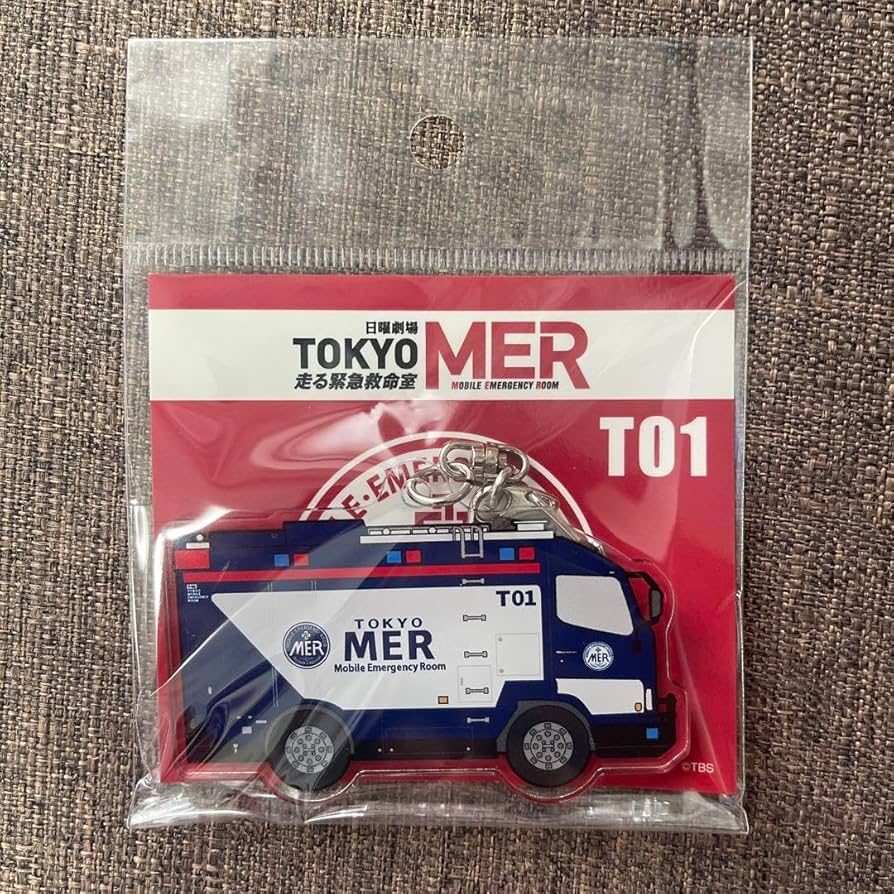 日曜劇場
TOKYO MER
走る緊急救命室
MOBILE EMERGENCY ROOM
T01
T01
MER
TOKYO
MER
Mobile Emergency Room
MER
©TBS